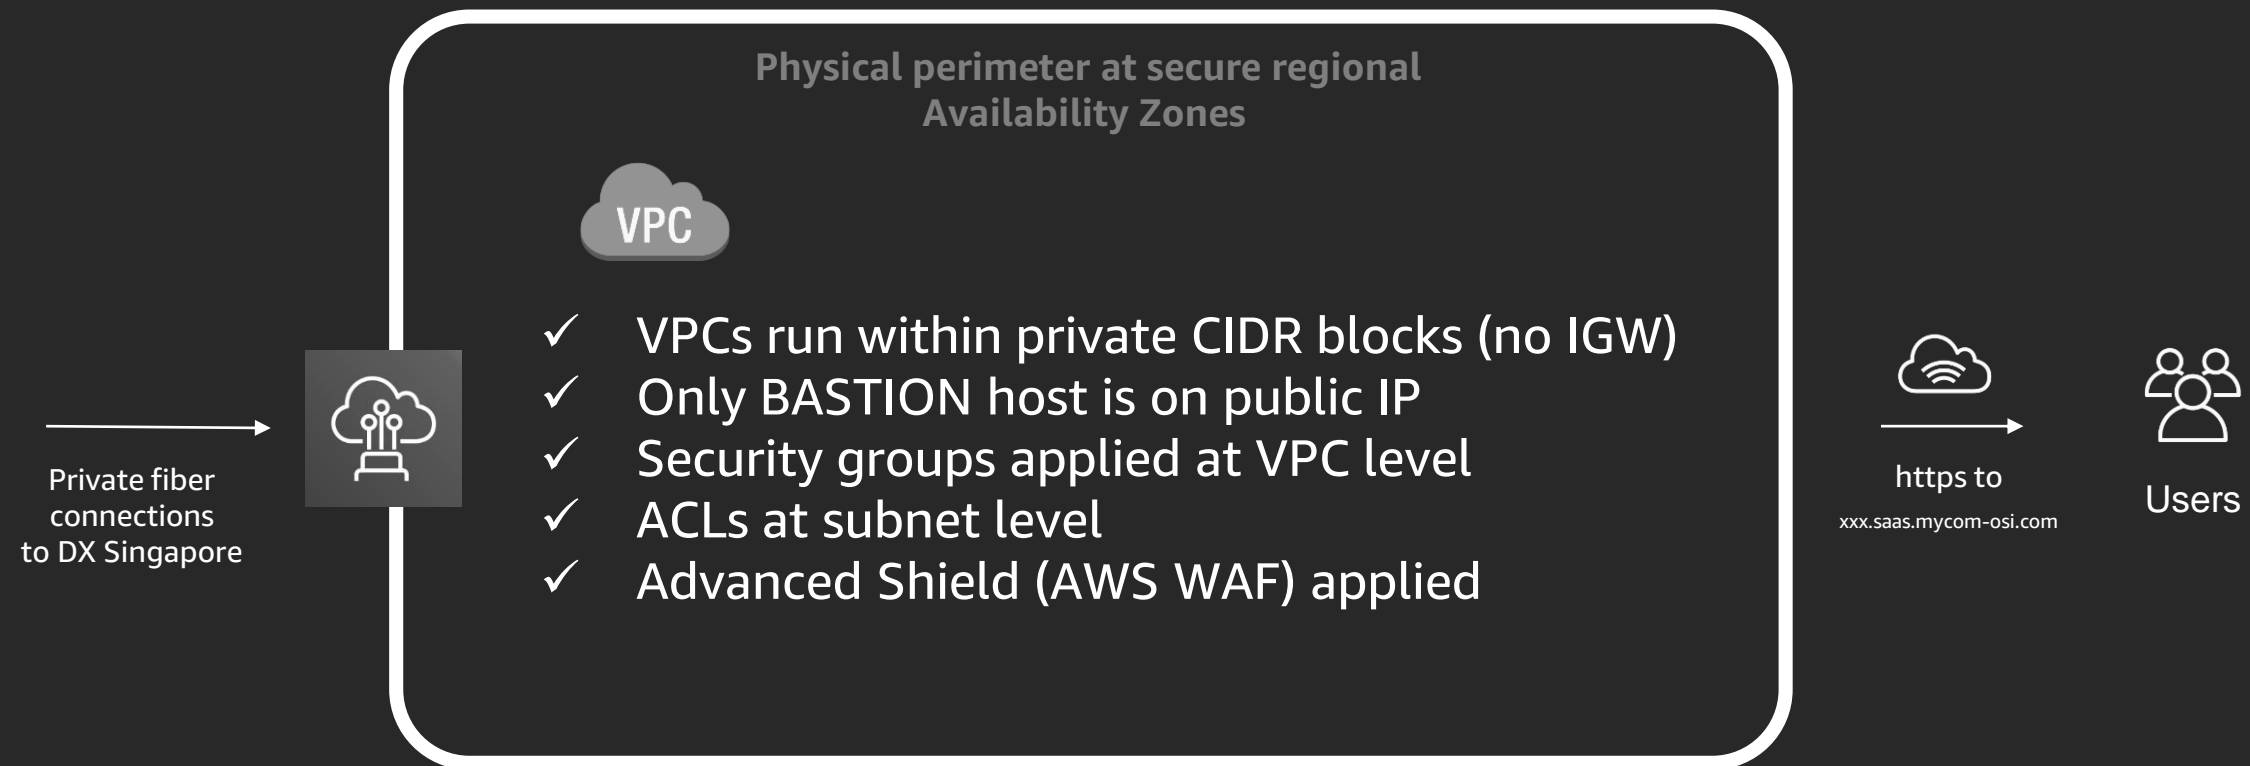 Physical perimeter at secure regional
Availability Zones
VPC
✓ VPCs run within private CIDR blocks (no IGW)
✓ Only BASTION host is on public IP
✓ Security groups applied at VPC level
✓ ACLs at subnet level
✓ Advanced Shield (AWS WAF) applied
Private fiber
connections
to DX Singapore
https to
xxx.saas.mycom-osi.com
Users